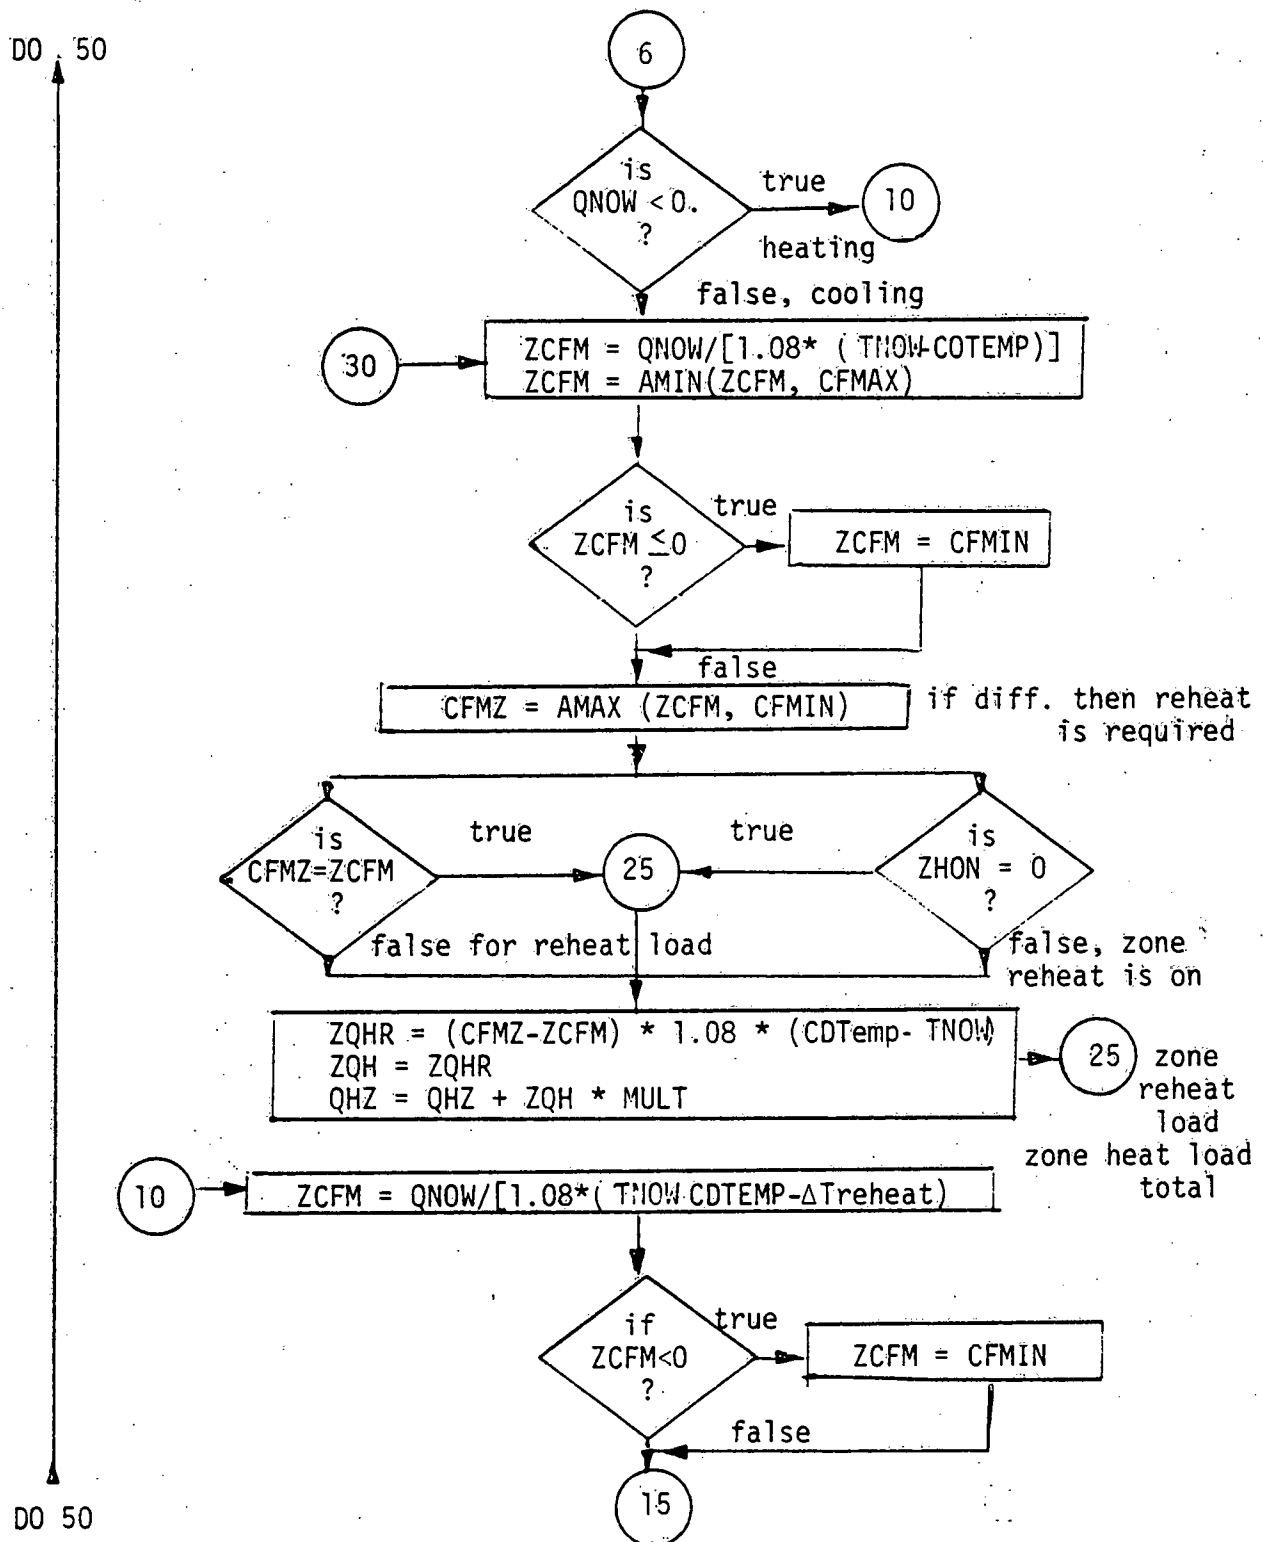 DO 50
6
is
QNOW <0.
?
true
10
heating
false, cooling
30
ZCFM = QNOW/[1.08* ( TNOW-COTEMP)]
ZCFM = AMIN(ZCFM, CFMAX)
is
ZCFM ≤0
?
true
ZCFM = CFMIN
false
CFMZ = AMAX (ZCFM, CFMIN)
if diff. then reheat
is required
is
CFMZ=ZCFM
?
true
25
true
is
ZHON = 0
?
false for reheat load
false, zone
reheat is on
ZQHR = (CFMZ-ZCFM) * 1.08 * (CDTemp- TNOW)
ZQH = ZQHR
QHZ = QHZ + ZQH * MULT
25
zone
reheat
load
zone heat load
total
10
ZCFM = QNOW/[1.08*( TNOW CDTEMP-ΔTreheat)
if
ZCFM<0
?
true
ZCFM = CFMIN
false
15
DO 50